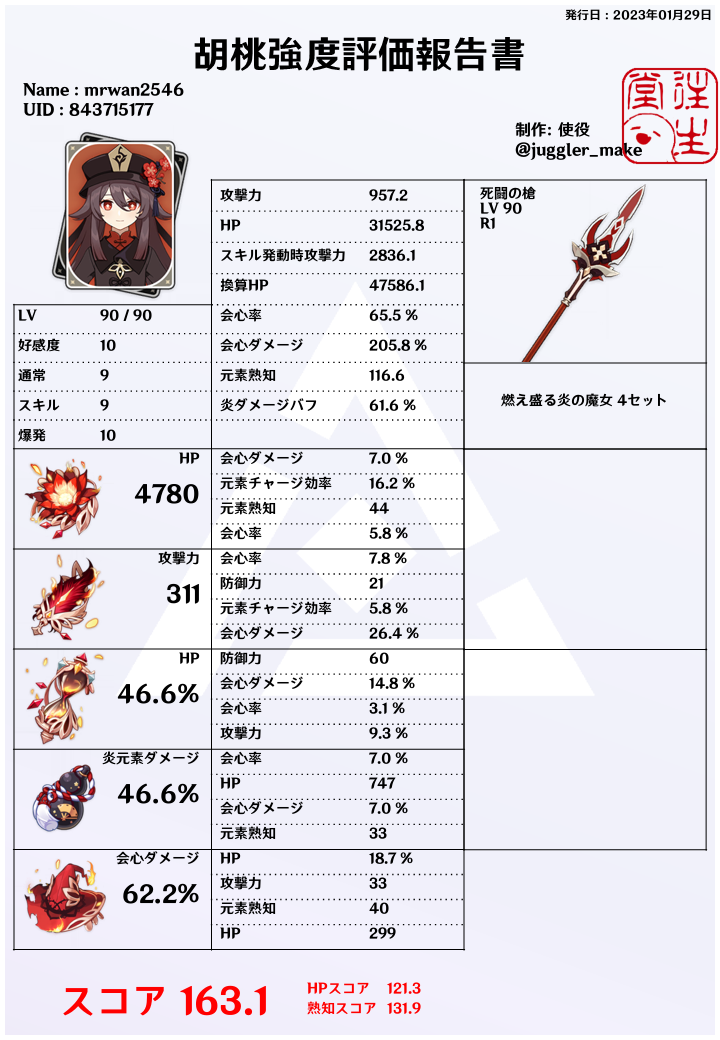 発行日 : 2023年01月29日
胡桃強度評価報告書
Name : mrwan2546
UID : 843715177
堂 往生
制作: 使役
@juggler_make
攻撃力 957.2
HP 31525.8
スキル発動時攻撃力 2836.1
換算HP 47586.1
会心率 65.5 %
会心ダメージ 205.8 %
元素熟知 116.6
炎ダメージバフ 61.6 %
死闘の槍
LV 90
R1
燃え盛る炎の魔女 4セット
LV 90 / 90
好感度 10
通常 9
スキル 9
爆発 10
HP
4780
会心ダメージ 7.0 %
元素チャージ効率 16.2 %
元素熟知 44
会心率 5.8 %
攻撃力
311
会心率 7.8 %
防御力 21
元素チャージ効率 5.8 %
会心ダメージ 26.4 %
HP
46.6%
防御力 60
会心ダメージ 14.8 %
会心率 3.1 %
攻撃力 9.3 %
炎元素ダメージ
46.6%
会心率 7.0 %
HP 747
会心ダメージ 7.0 %
元素熟知 33
会心ダメージ
62.2%
HP 18.7 %
攻撃力 33
元素熟知 40
HP 299
スコア 163.1
HPスコア 121.3
熟知スコア 131.9